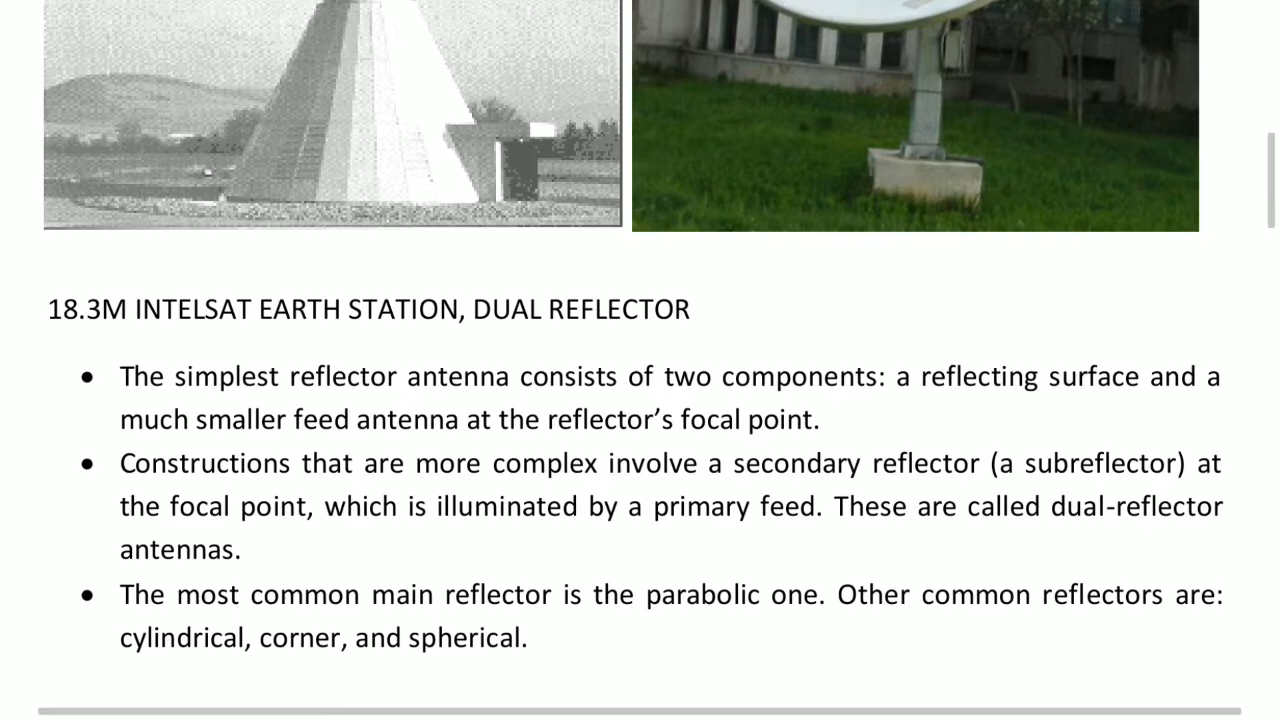 18.3M INTELSAT EARTH STATION, DUAL REFLECTOR
• The simplest reflector antenna consists of two components: a reflecting surface and a
much smaller feed antenna at the reflector’s focal point.
• Constructions that are more complex involve a secondary reflector (a subreflector) at
the focal point, which is illuminated by a primary feed. These are called dual-reflector
antennas.
• The most common main reflector is the parabolic one. Other common reflectors are:
cylindrical, corner, and spherical.